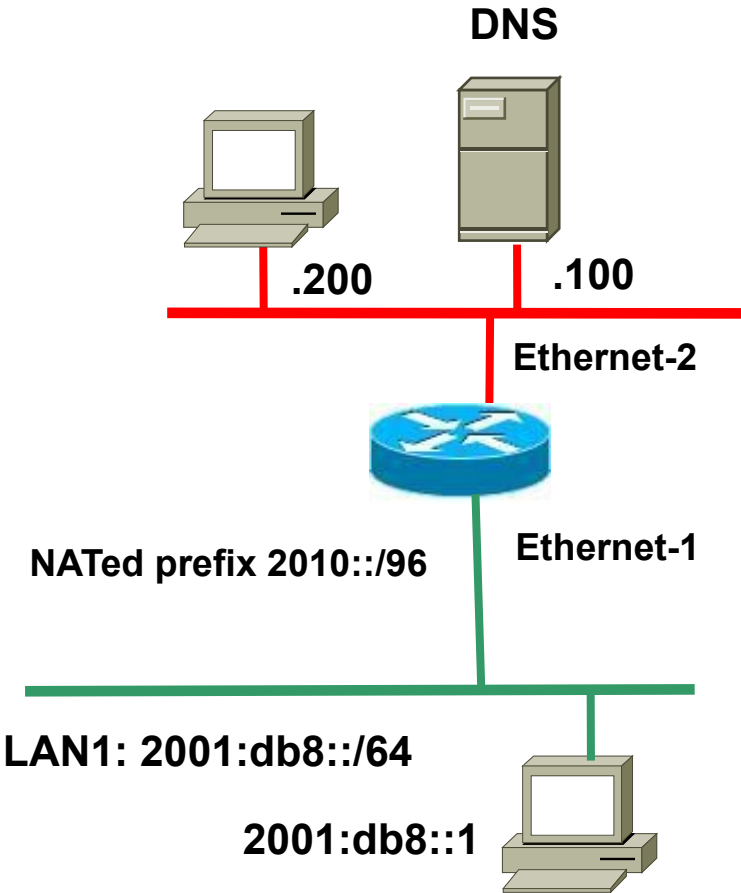 DNS
.200
.100
Ethernet-2
Ethernet-1
NATed prefix 2010::/96
LAN1: 2001:db8::/64
2001:db8::1